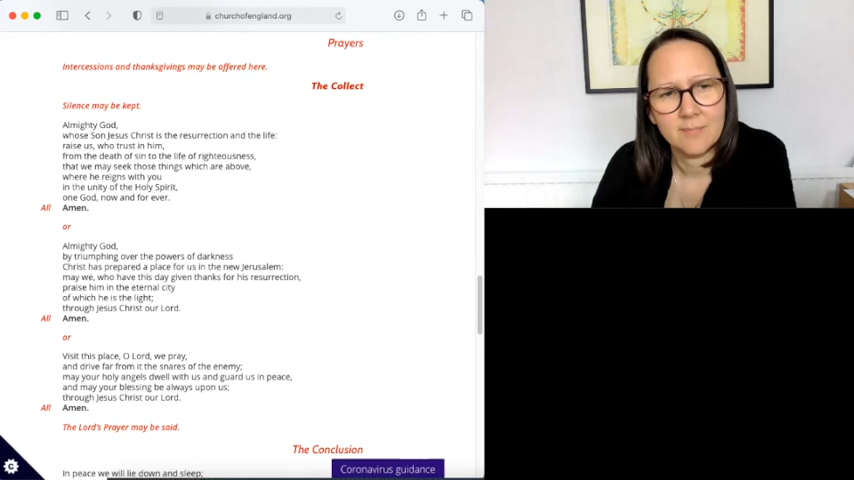 churchofengland.org
Prayers
Intercessions and thanksgivings may be offered here.
The Collect
Silence may be kept.
Almighty God,
whose Son Jesus Christ is the resurrection and the life:
raise us, who trust in him,
from the death of sin to the life of righteousness,
that we may seek those things which are above,
where he reigns with you
in the unity of the Holy Spirit,
one God, now and for ever.
All Amen.
or
Almighty God,
by triumphing over the powers of darkness
Christ has prepared a place for us in the new Jerusalem:
may we, who have this day given thanks for his resurrection,
praise him in the eternal city
of which he is the light;
through Jesus Christ our Lord.
All Amen.
or
Visit this place, O Lord, we pray,
and drive far from it the snares of the enemy;
may your holy angels dwell with us and guard us in peace,
and may your blessing be always upon us;
through Jesus Christ our Lord.
All Amen.
The Lord's Prayer may be said.
The Conclusion
In peace we will lie down and sleep;
Coronavirus guidance